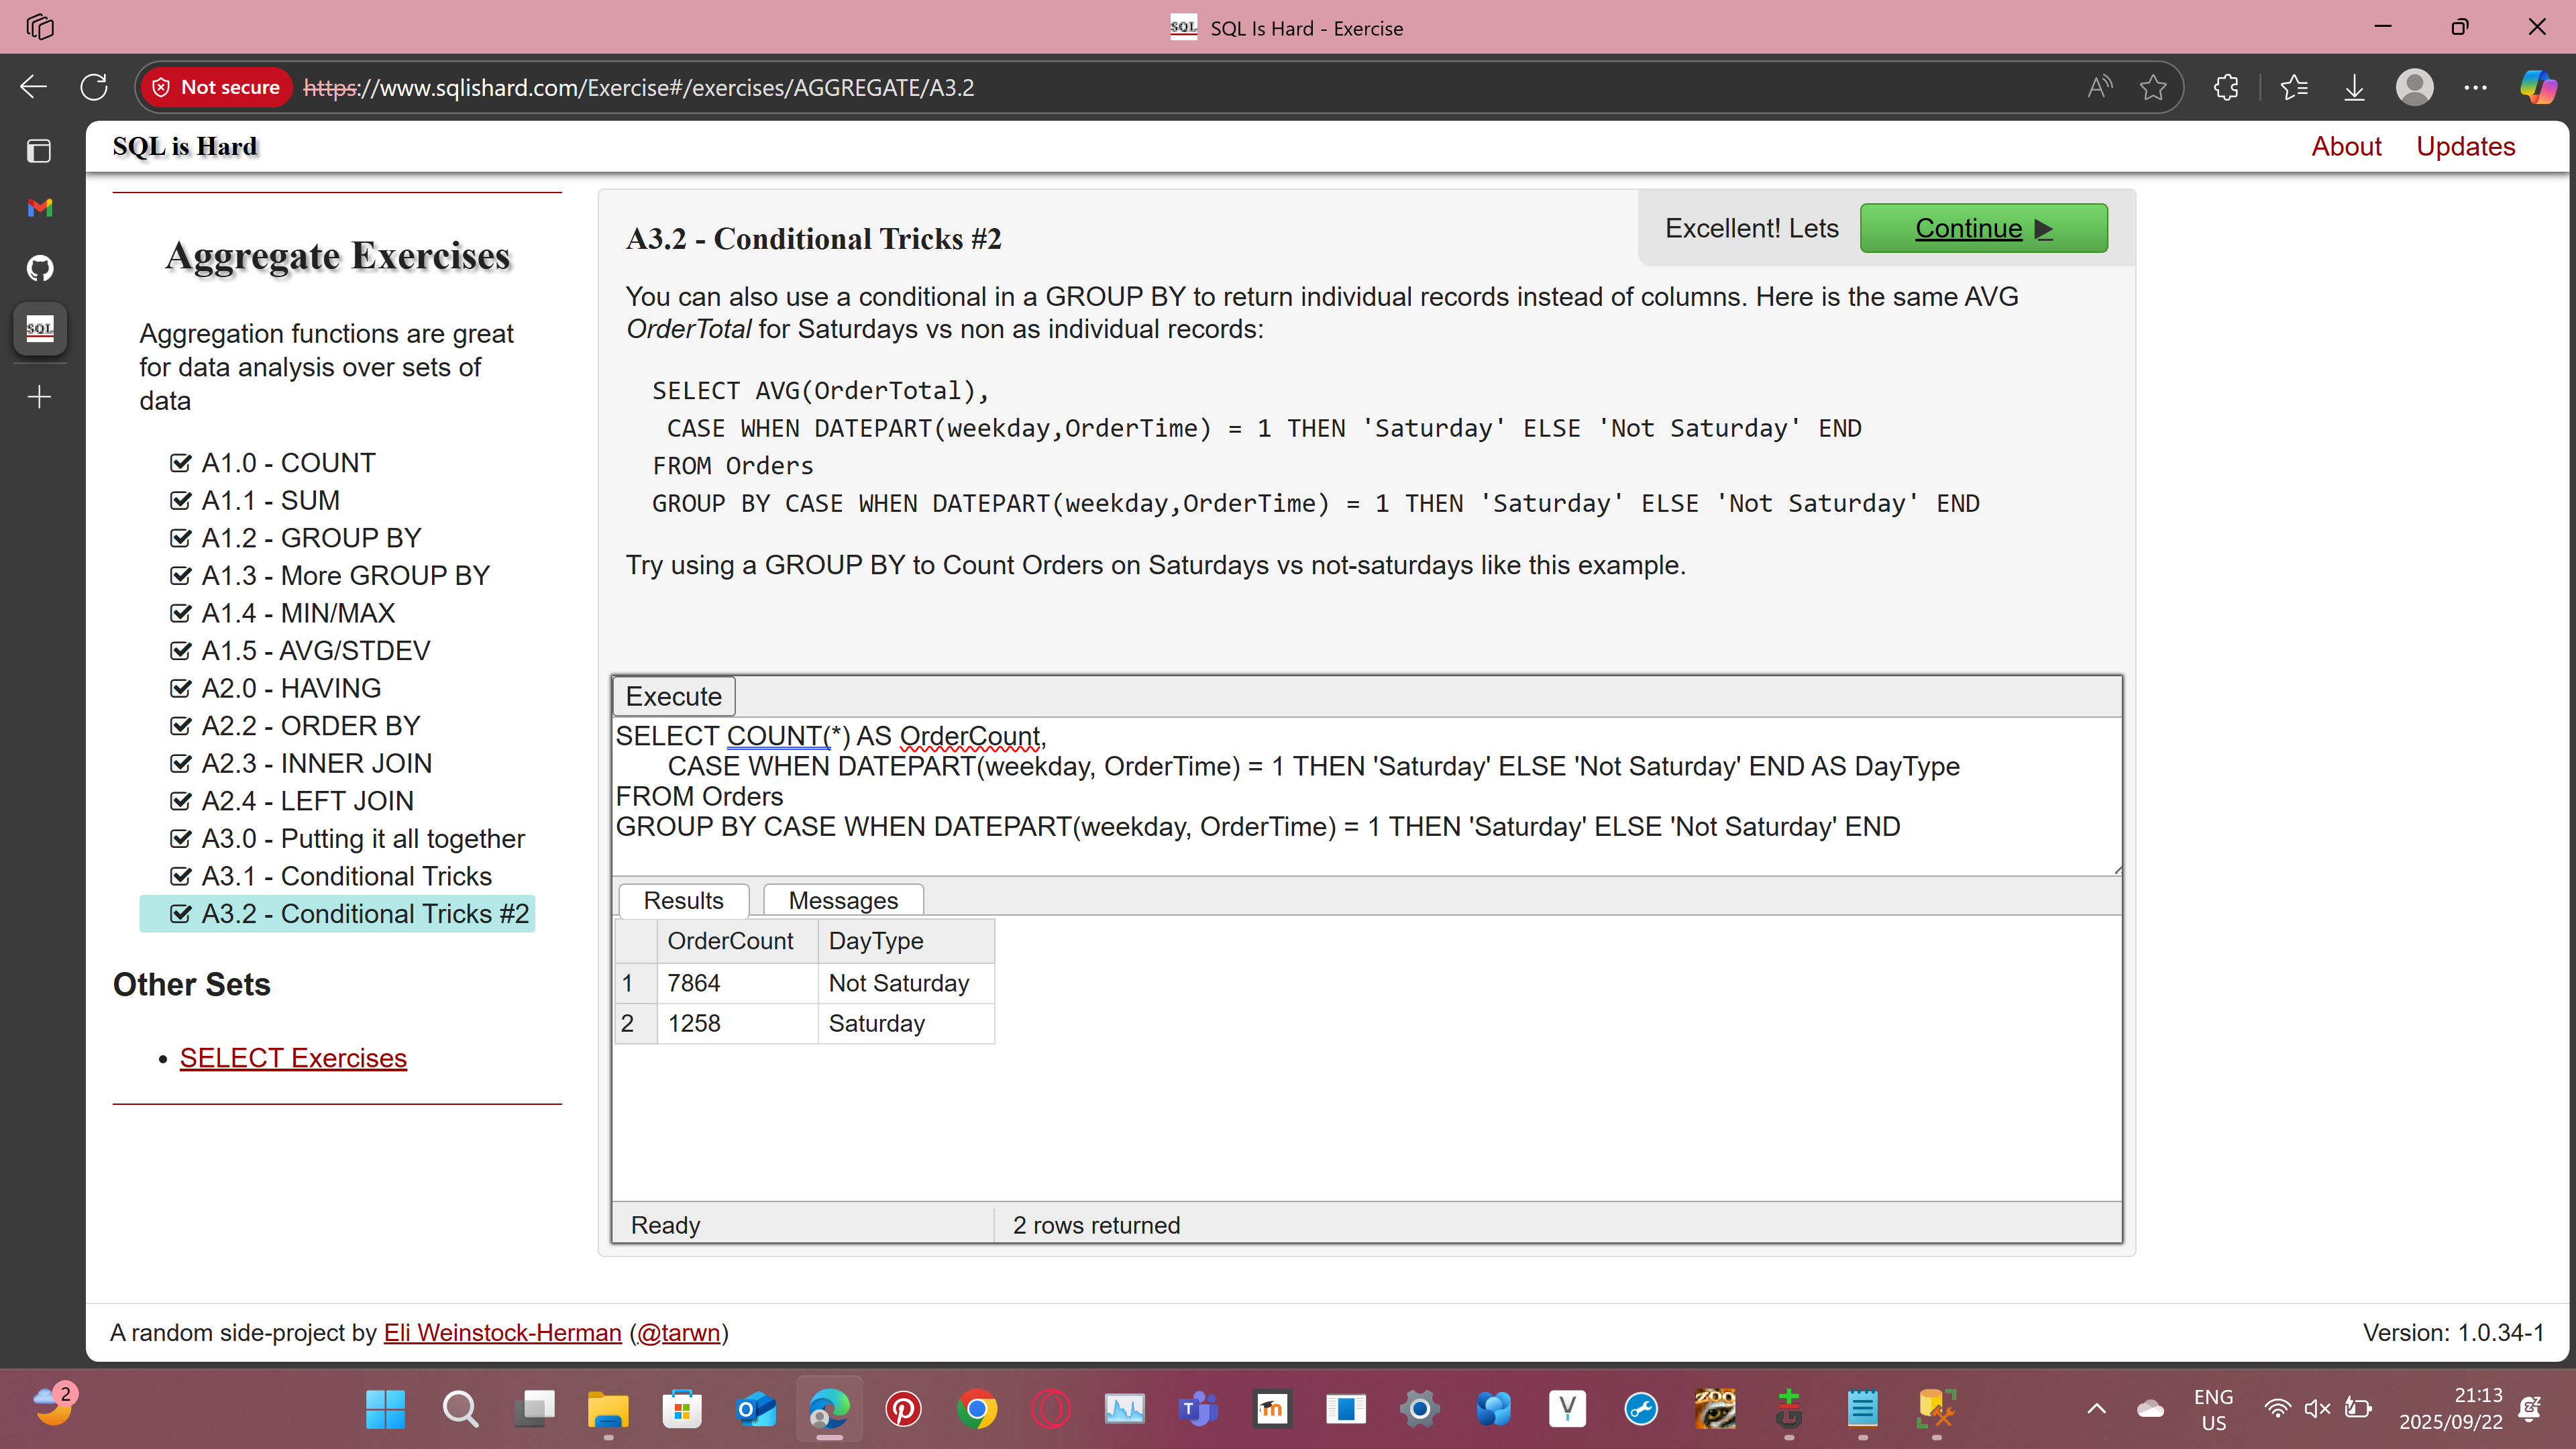 SQL SQL Is Hard - Exercise
Not secure https://www.sqlishard.com/Exercise#/exercises/AGGREGATE/A3.2
SQL is Hard
About Updates
Aggregate Exercises
Aggregation functions are great
for data analysis over sets of
data
A1.0 - COUNT
A1.1 - SUM
A1.2 - GROUP BY
A1.3 - More GROUP BY
A1.4 - MIN/MAX
A1.5 - AVG/STDEV
A2.0 - HAVING
A2.2 - ORDER BY
A2.3 - INNER JOIN
A2.4 - LEFT JOIN
A3.0 - Putting it all together
A3.1 - Conditional Tricks
A3.2 - Conditional Tricks #2
Other Sets
• SELECT Exercises
A3.2 - Conditional Tricks #2
Excellent! Lets Continue
You can also use a conditional in a GROUP BY to return individual records instead of columns. Here is the same AVG
OrderTotal for Saturdays vs non as individual records:
SELECT AVG(OrderTotal),
CASE WHEN DATEPART(weekday,OrderTime) = 1 THEN 'Saturday' ELSE 'Not Saturday' END
FROM Orders
GROUP BY CASE WHEN DATEPART(weekday,OrderTime) = 1 THEN 'Saturday' ELSE 'Not Saturday' END
Try using a GROUP BY to Count Orders on Saturdays vs not-saturdays like this example.
Execute
SELECT COUNT(*) AS OrderCount,
CASE WHEN DATEPART(weekday, OrderTime) = 1 THEN 'Saturday' ELSE 'Not Saturday' END AS DayType
FROM Orders
GROUP BY CASE WHEN DATEPART(weekday, OrderTime) = 1 THEN 'Saturday' ELSE 'Not Saturday' END
Results Messages
OrderCount DayType
1 7864 Not Saturday
2 1258 Saturday
Ready 2 rows returned
A random side-project by Eli Weinstock-Herman (@tarwn)
Version: 1.0.34-1
2
ZOO
ENG
US
21:13
2025/09/22